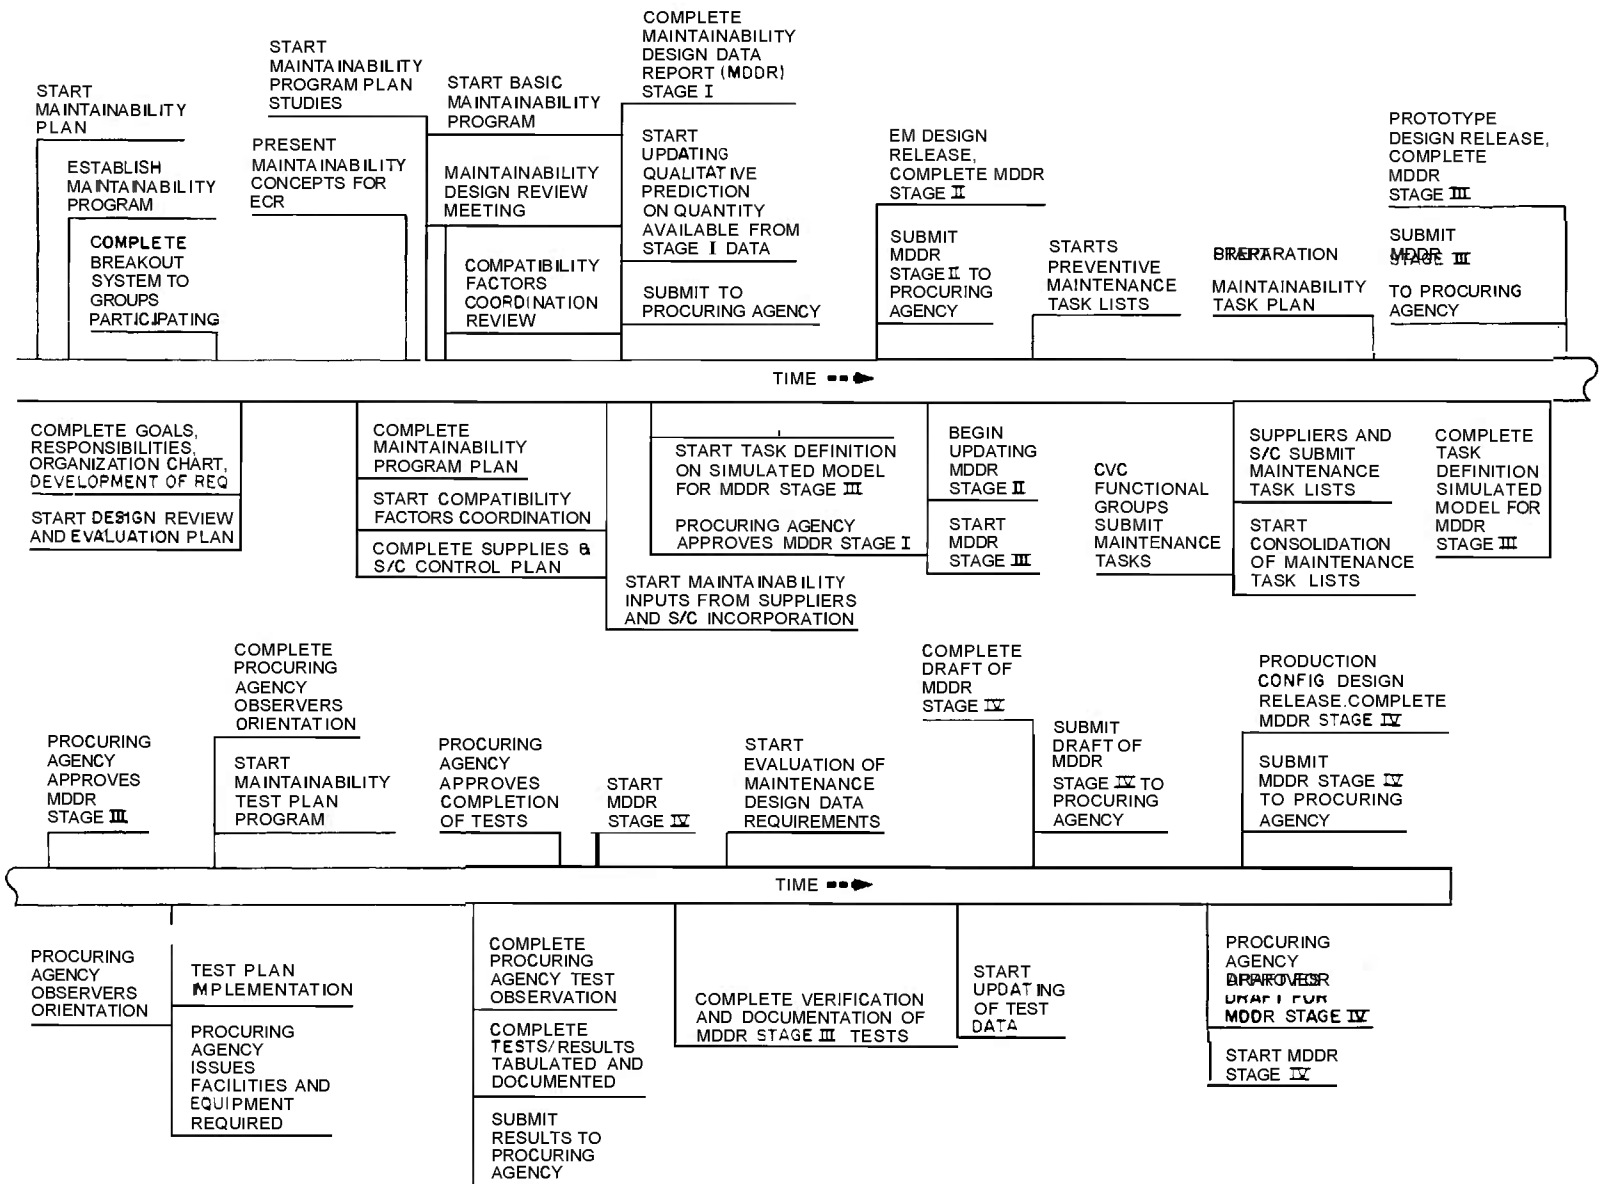 START
MAINTAINABILITY
PLAN
ESTABLISH
MAINTAINABILITY
PROGRAM
COMPLETE
BREAKOUT
SYSTEM TO
GROUPS
PARTICIPATING
START
MAINTAINABILITY
PROGRAM PLAN
STUDIES
PRESENT
MAINTAINABILITY
CONCEPTS FOR
ECR
START BASIC
MAINTAINABILITY
PROGRAM
MAINTAINABILITY
DESIGN REVIEW
MEETING
COMPATIBILITY
FACTORS
COORDINATION
REVIEW
COMPLETE
MAINTAINABILITY
DESIGN DATA
REPORT (MDDR)
STAGE I
START
UPDATING
QUALITATIVE
PREDICTION
ON QUANTITY
AVAILABLE FROM
STAGE I DATA
SUBMIT TO
PROCURING AGENCY
EM DESIGN
RELEASE,
COMPLETE MDDR
STAGE II
SUBMIT
MDDR
STAGE II TO
PROCURING
AGENCY
STARTS
PREVENTIVE
MAINTENANCE
TASK LISTS
PREPARATION
MAINTAINABILITY
TASK PLAN
PROTOTYPE
DESIGN RELEASE,
COMPLETE
MDDR
STAGE III
SUBMIT
MDDR
STAGE III
TO PROCURING
AGENCY
TIME
COMPLETE GOALS,
RESPONSIBILITIES,
ORGANIZATION CHART,
DEVELOPMENT OF REQ
START DESIGN REVIEW
AND EVALUATION PLAN
COMPLETE
MAINTAINABILITY
PROGRAM PLAN
START COMPATIBILITY
FACTORS COORDINATION
COMPLETE SUPPLIES &
S/C CONTROL PLAN
START MAINTAINABILITY
INPUTS FROM SUPPLIERS
AND S/C INCORPORATION
START TASK DEFINITION
ON SIMULATED MODEL
FOR MDDR STAGE III
PROCURING AGENCY
APPROVES MDDR STAGE I
BEGIN
UPDATING
MDDR
STAGE II
START
MDDR
STAGE III
CVC
FUNCTIONAL
GROUPS
SUBMIT
MAINTENANCE
TASKS
SUPPLIERS AND
S/C SUBMIT
MAINTENANCE
TASK LISTS
START
CONSOLIDATION
OF MAINTENANCE
TASK LISTS
COMPLETE
TASK
DEFINITION
SIMULATED
MODEL FOR
MDDR
STAGE III
PROCURING
AGENCY
APPROVES
MDDR
STAGE III
COMPLETE
PROCURING
AGENCY
OBSERVERS
ORIENTATION
START
MAINTAINABILITY
TEST PLAN
PROGRAM
PROCURING
AGENCY
APPROVES
COMPLETION
OF TESTS
START
MDDR
STAGE IV
START
EVALUATION OF
MAINTENANCE
DESIGN DATA
REQUIREMENTS
COMPLETE
DRAFT OF
MDDR
STAGE IV
SUBMIT
DRAFT OF
MDDR
STAGE IV TO
PROCURING
AGENCY
PRODUCTION
CONFIG DESIGN
RELEASE.COMPLETE
MDDR STAGE IV
SUBMIT
MDDR STAGE IV
TO PROCURING
AGENCY
TIME
PROCURING
AGENCY
OBSERVERS
ORIENTATION
TEST PLAN
IMPLEMENTATION
PROCURING
AGENCY
ISSUES
FACILITIES AND
EQUIPMENT
REQUIRED
COMPLETE
PROCURING
AGENCY TEST
OBSERVATION
COMPLETE
TESTS/RESULTS
TABULATED AND
DOCUMENTED
SUBMIT
RESULTS TO
PROCURING
AGENCY
COMPLETE VERIFICATION
AND DOCUMENTATION OF
MDDR STAGE III TESTS
START
UPDATING
OF TEST
DATA
PROCURING
AGENCY
DRAFT FOR
MDDR STAGE IV
START MDDR
STAGE IV